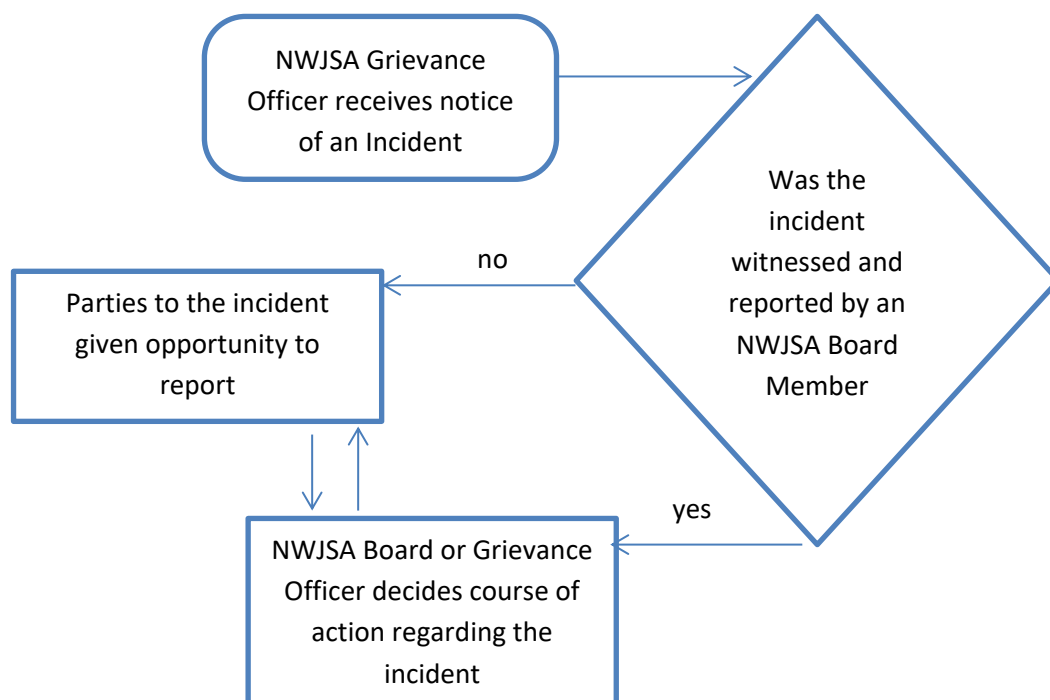 NWJSA Grievance
Officer receives notice
of an Incident
Was the
incident
witnessed and
reported by an
NWJSA Board
Member
no
Parties to the incident
given opportunity to
report
yes
NWJSA Board or Grievance
Officer decides course of
action regarding the
incident